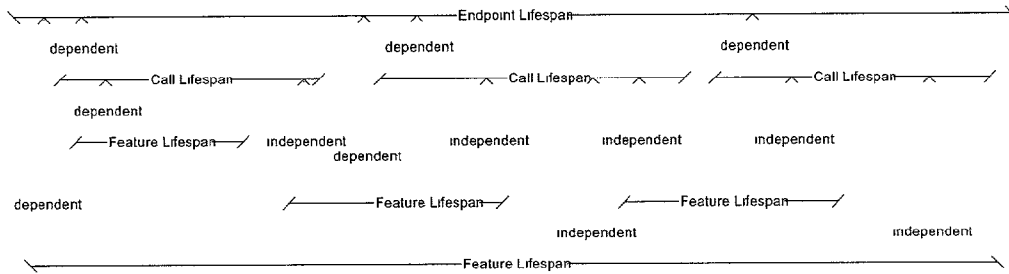 Endpoint Lifespan
dependent dependent dependent
Call Lifespan Call Lifespan Call Lifespan
dependent
Feature Lifespan independent independent independent independent
dependent
dependent Feature Lifespan Feature Lifespan
independent independent
Feature Lifespan